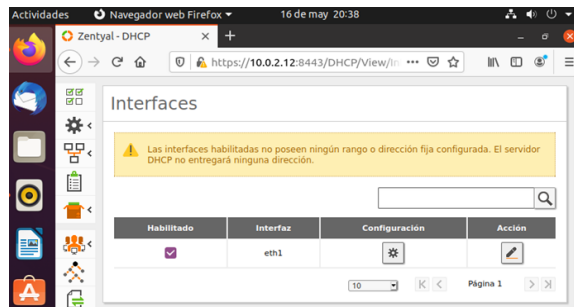 Actividades
Navegador web Firefox
16 de may 20:38
Zentyal - DHCP
https://10.0.2.12:8443/DHCP/View/In
Interfaces
Las interfaces habilitadas no poseen ningún rango o dirección fija configurada. El servidor
DHCP no entregará ninguna dirección.
Habilitado Interfaz Configuración Acción
eth1
10 Página 1